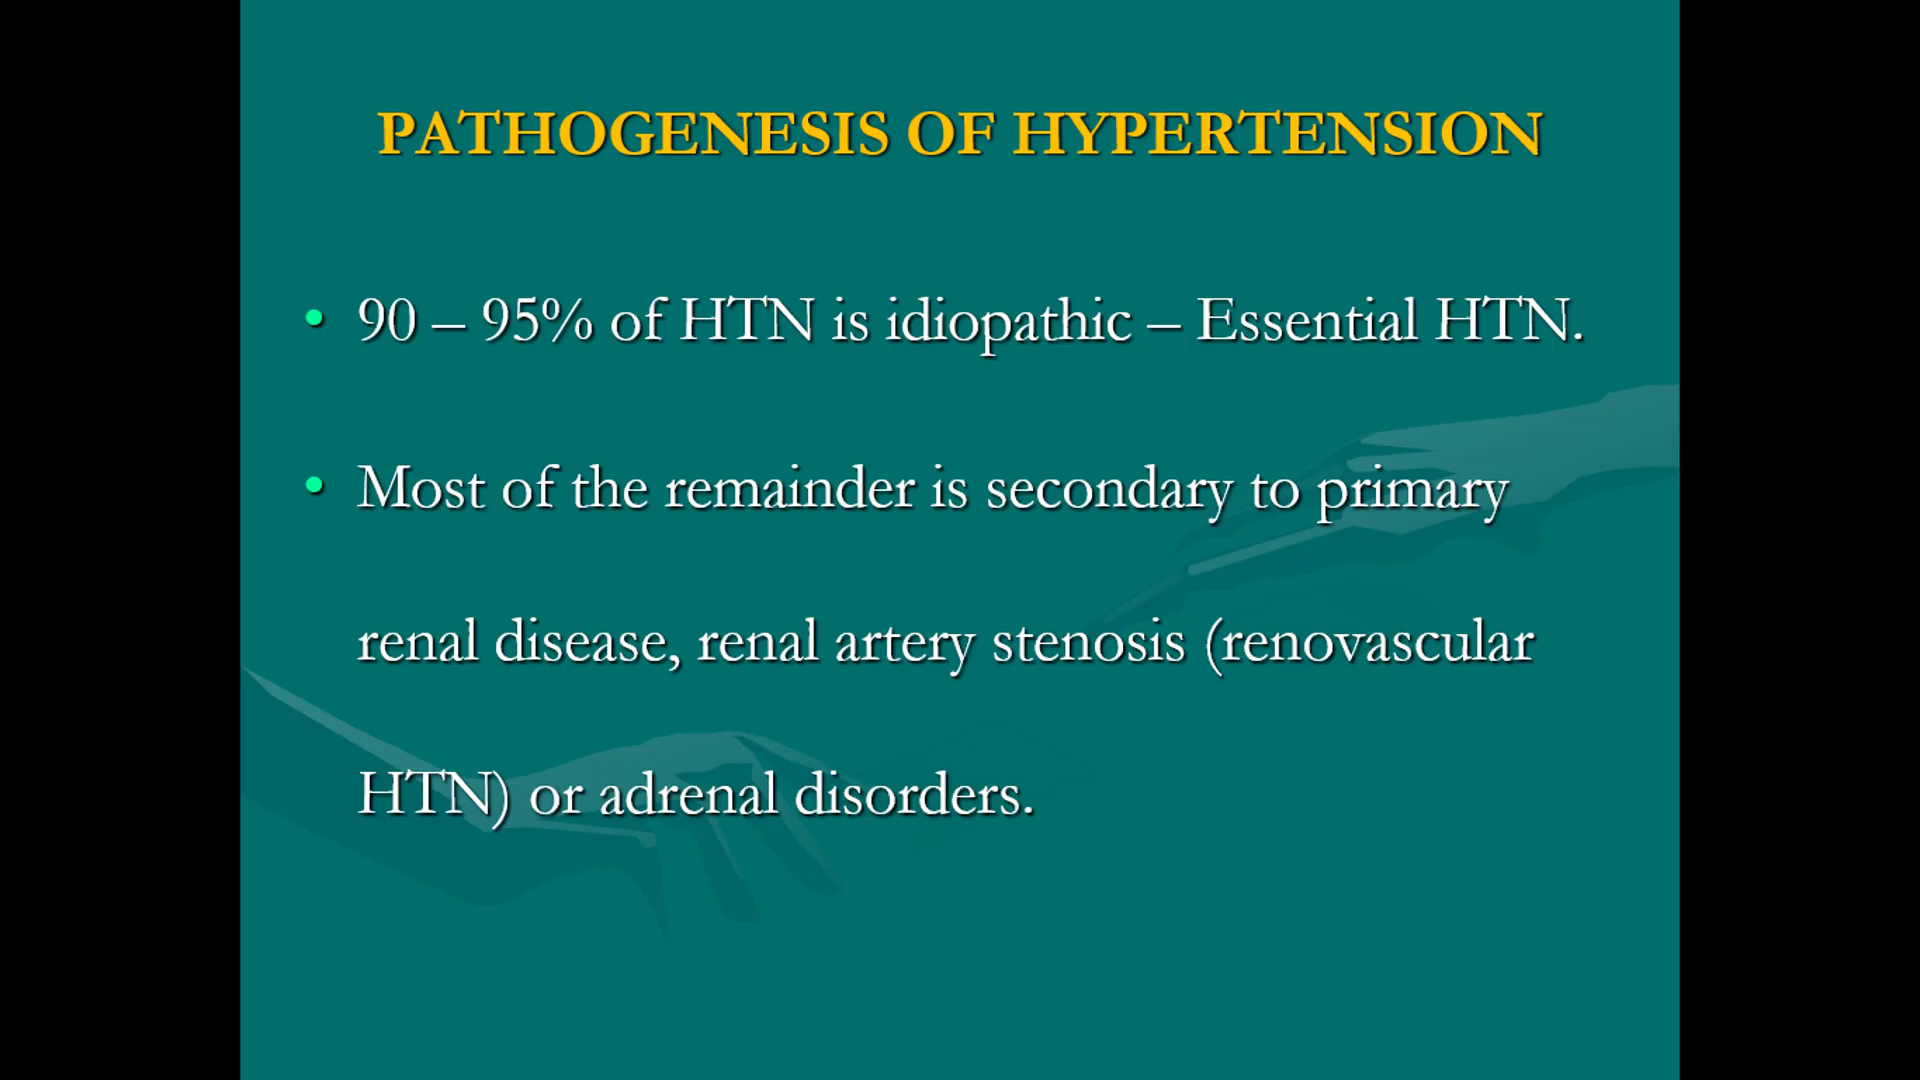 PATHOGENESIS OF HYPERTENSION
• 90 – 95% of HTN is idiopathic – Essential HTN.
• Most of the remainder is secondary to primary
renal disease, renal artery stenosis (renovascular
HTN) or adrenal disorders.